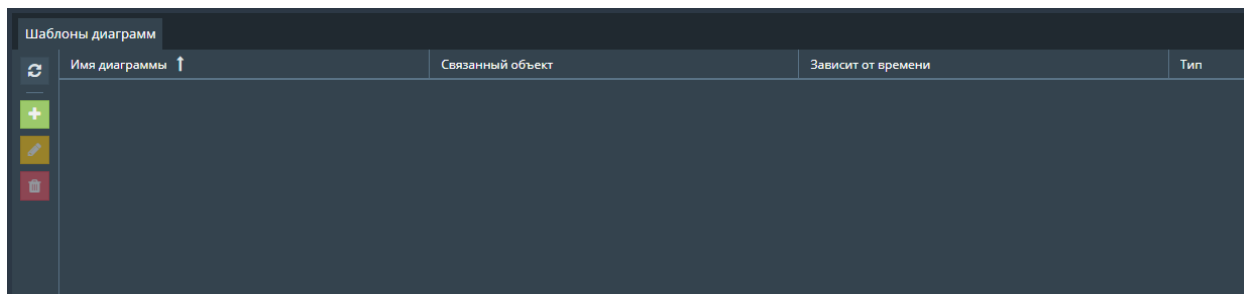 Шаблоны диаграмм
Имя диаграммы Связанный объект Зависит от времени Тип